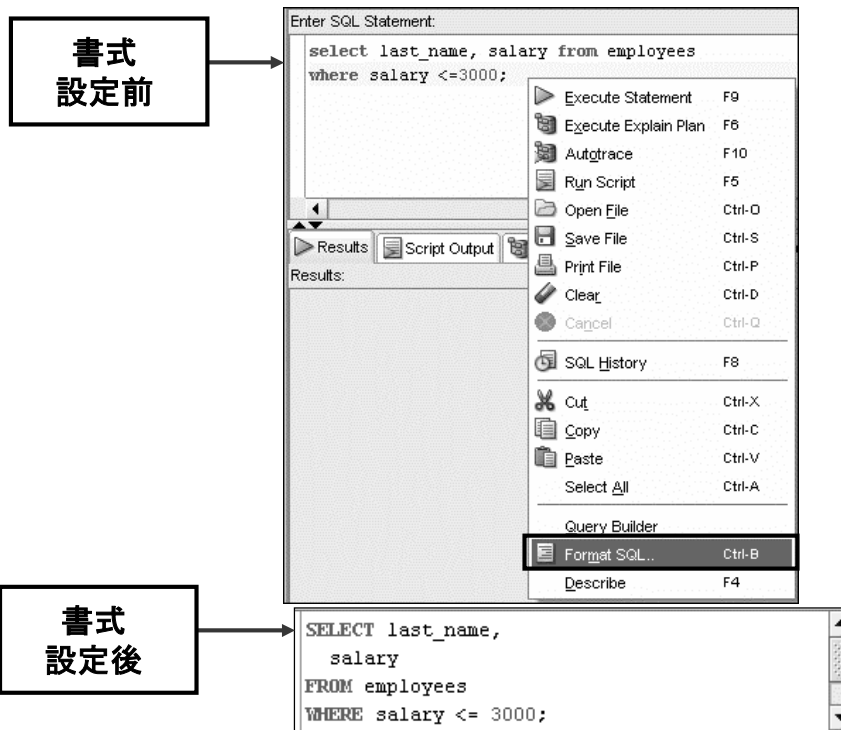 Enter SQL Statement:
書式
設定前
select last_name, salary from employees
where salary <=3000;
Execute Statement F9
Execute Explain Plan F6
Autotrace F10
Run Script F5
Open File Ctrl-O
Save File Ctrl-S
Print File Ctrl-P
Clear Ctrl-D
Cancel Ctrl-Q
SQL History F8
Cut Ctrl-X
Copy Ctrl-C
Paste Ctrl-V
Select All Ctrl-A
Query Builder
Format SQL.. Ctrl-B
Describe F4
Results Script Output
Results:
書式
設定後
SELECT last_name,
salary
FROM employees
WHERE salary <= 3000;